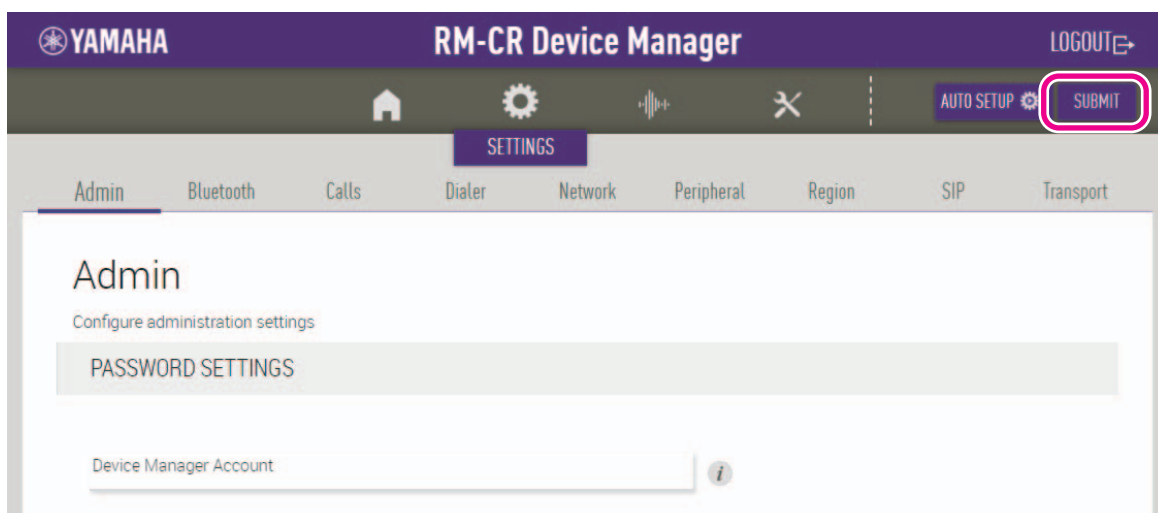 YAMAHA RM-CR Device Manager LOGOUT
AUTO SETUP SUBMIT
SETTINGS
Admin Bluetooth Calls Dialer Network Peripheral Region SIP Transport
Admin
Configure administration settings
PASSWORD SETTINGS
Device Manager Account i